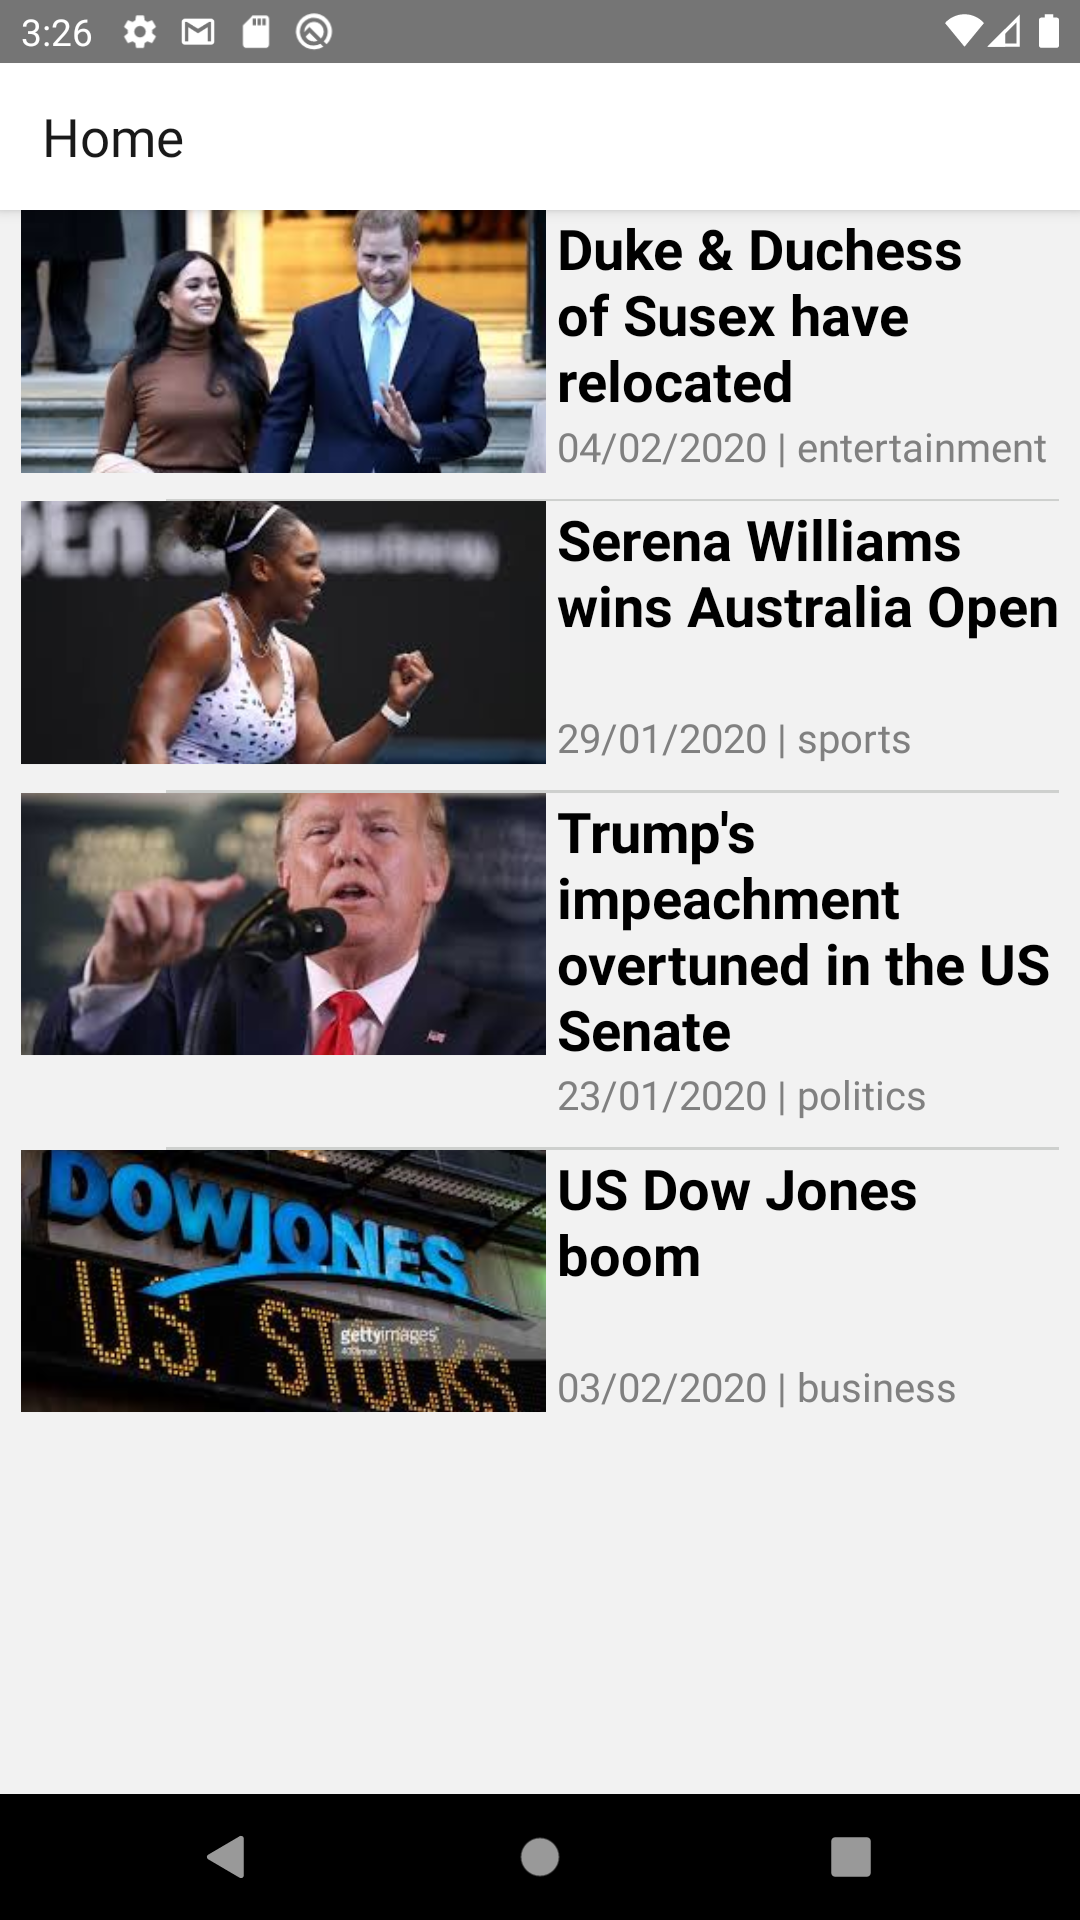 3:26
Home
Duke & Duchess
of Susex have
relocated
04/02/2020 | entertainment
Serena Williams
wins Australia Open
29/01/2020 | sports
Trump's
impeachment
overtuned in the US
Senate
23/01/2020 | politics
DOWJONES
U.S. STOCKS
gettyimages
US Dow Jones
boom
03/02/2020 | business